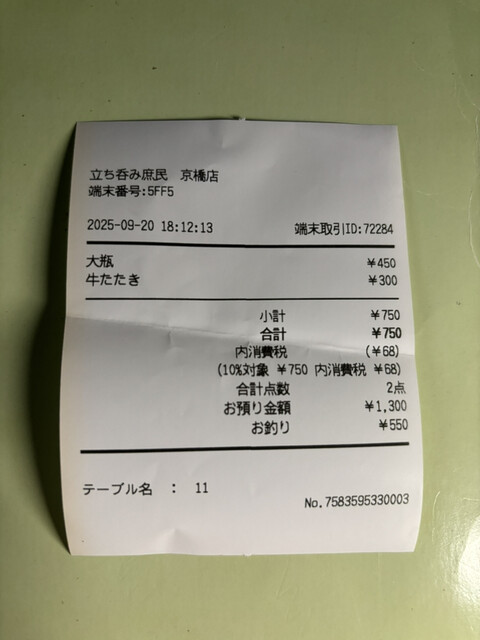 立ち呑み庶民 京橋店
端末番号:5FF5
2025-09-20 18:12:13 端末取引ID:72284
大瓶 ¥450
牛たたき ¥300
小計 ¥750
合計 ¥750
内消費税 (¥68)
(10%対象 ¥750 内消費税 ¥68)
合計点数 2点
お預り金額 ¥1,300
お釣り ¥550
テーブル名 : 11
No.7583595330003